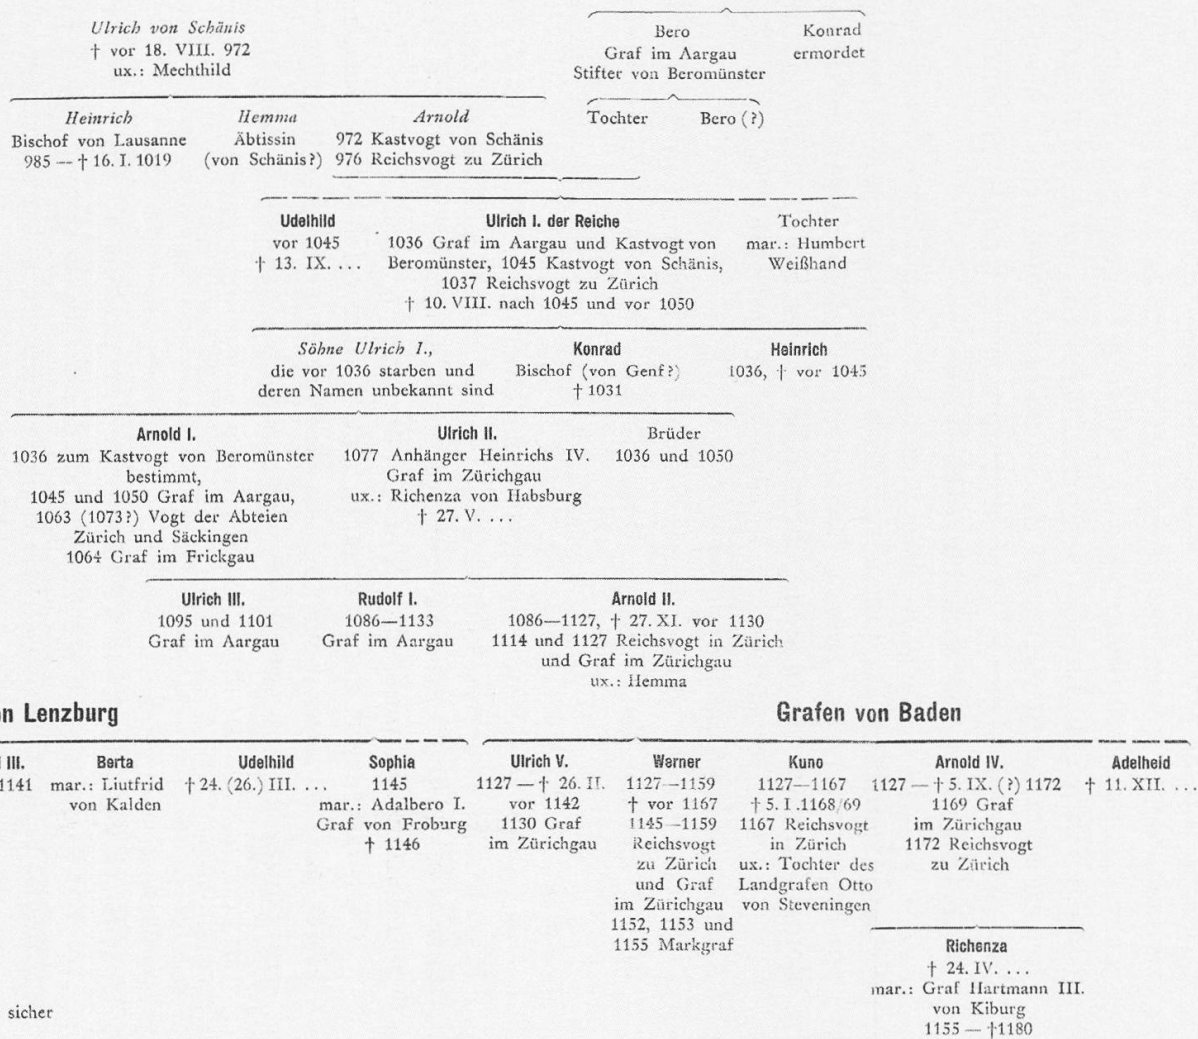 Ulrich von Schänis
† vor 18. VIII. 972
ux.: Mechthild
Bero
Graf im Aargau
Stifter von Beromünster
Konrad
ermordet
Heinrich
Bischof von Lausanne
985 — † 16. I. 1019
Hemma
Äbtissin
(von Schänis?)
Arnold
972 Kastvogt von Schänis
976 Reichsvogt zu Zürich
Tochter
Bero (?)
Udelhild
vor 1045
† 13. IX. ...
Ulrich I. der Reiche
1036 Graf im Aargau und Kastvogt von
Beromünster, 1045 Kastvogt von Schänis,
1037 Reichsvogt zu Zürich
† 10. VIII. nach 1045 und vor 1050
Tochter
mar.: Humbert
Weißhand
Söhne Ulrich I.,
die vor 1036 starben und
deren Namen unbekannt sind
Konrad
Bischof (von Genf?)
† 1031
Heinrich
1036, † vor 1045
Arnold I.
1036 zum Kastvogt von Beromünster
bestimmt,
1045 und 1050 Graf im Aargau,
1063 (1073?) Vogt der Abteien
Zürich und Säckingen
1064 Graf im Frickgau
Ulrich II.
1077 Anhänger Heinrichs IV.
Graf im Zürichgau
ux.: Richenza von Habsburg
† 27. V. ...
Brüder
1036 und 1050
Ulrich III.
1095 und 1101
Graf im Aargau
Rudolf I.
1086—1133
Graf im Aargau
Arnold II.
1086—1127, † 27. XI. vor 1130
1114 und 1127 Reichsvogt in Zürich
und Graf im Zürichgau
ux.: Hemma
n Lenzburg
Grafen von Baden
III.
1141
Berta
mar.: Liutfrid
von Kalden
Udelhild
† 24. (26.) III. ...
Sophia
1145
mar.: Adalbero I.
Graf von Froburg
† 1146
Ulrich V.
1127 — † 26. II.
vor 1142
1130 Graf
im Zürichgau
Werner
1127—1159
† vor 1167
1145—1159
Reichsvogt
zu Zürich
und Graf
im Zürichgau
1152, 1153 und
1155 Markgraf
Kuno
1127—1167
† 5. I .1168/69
1167 Reichsvogt
in Zürich
ux.: Tochter des
Landgrafen Otto
von Steveningen
Arnold IV.
1127 — † 5. IX. (?) 1172
1169 Graf
im Zürichgau
1172 Reichsvogt
zu Zürich
Adelheid
† 11. XII. ...
Richenza
† 24. IV. ...
mar.: Graf Hartmann III.
von Kiburg
1155 — †1180
sicher